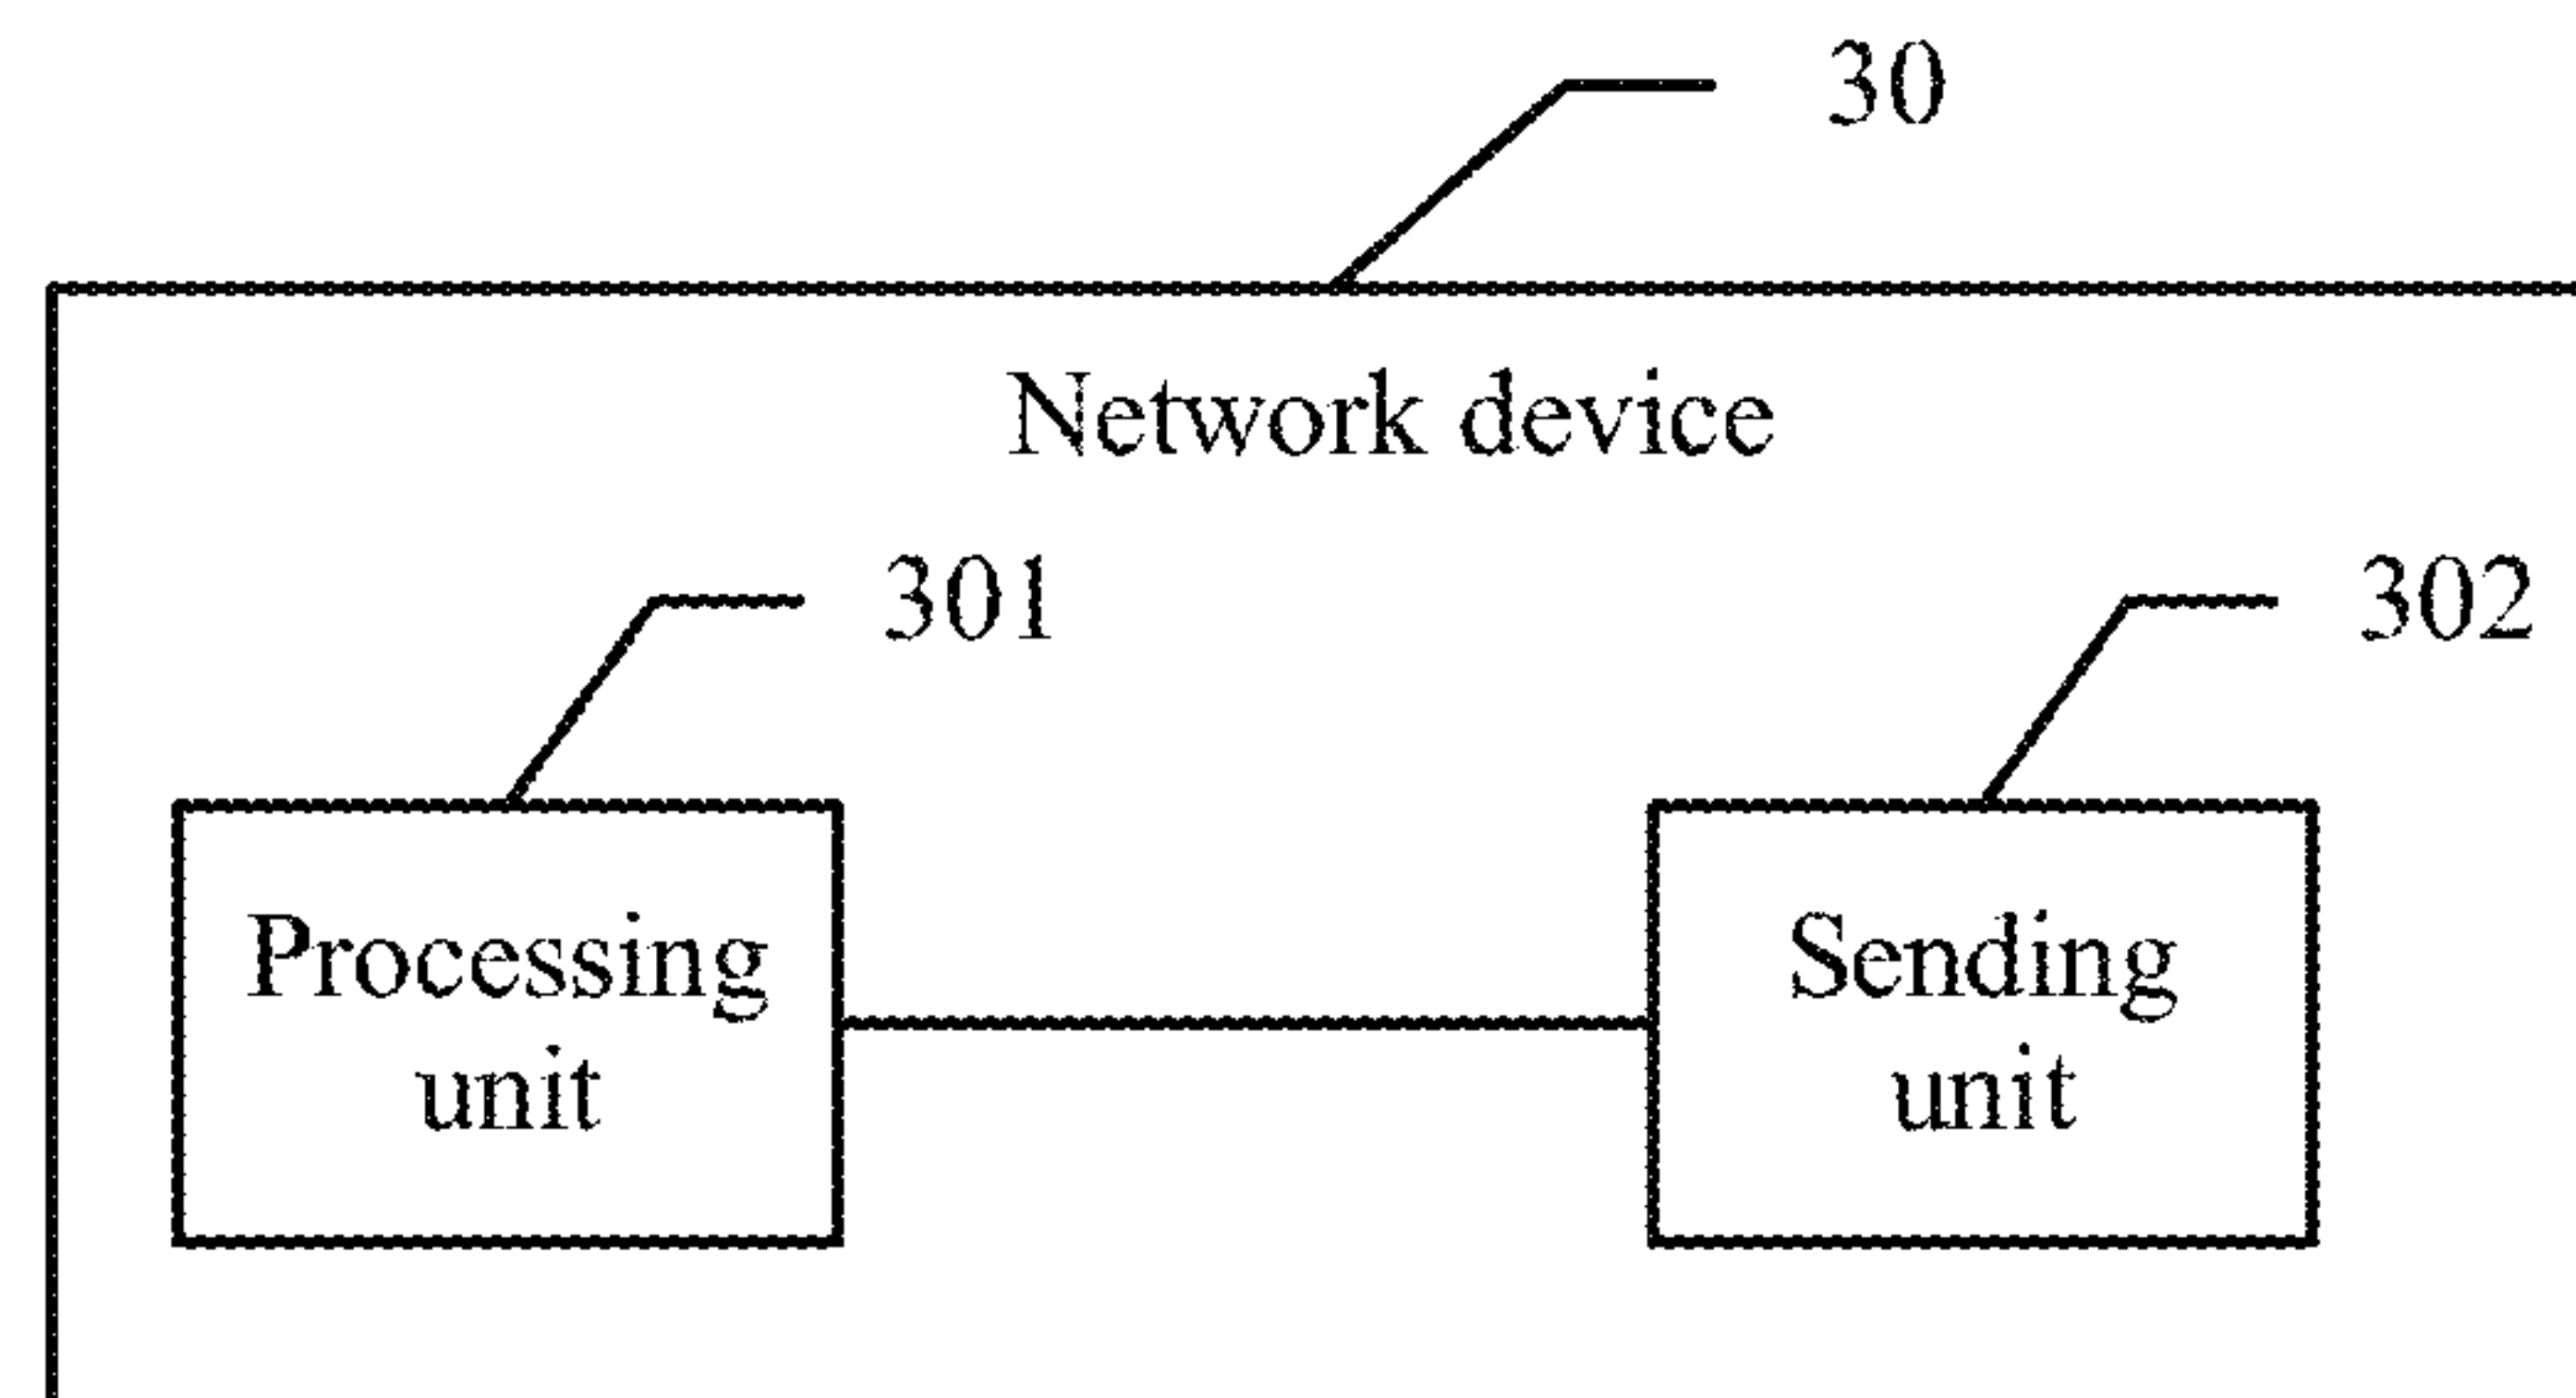 30
Network device
301
302
Processing
unit
Sending
unit